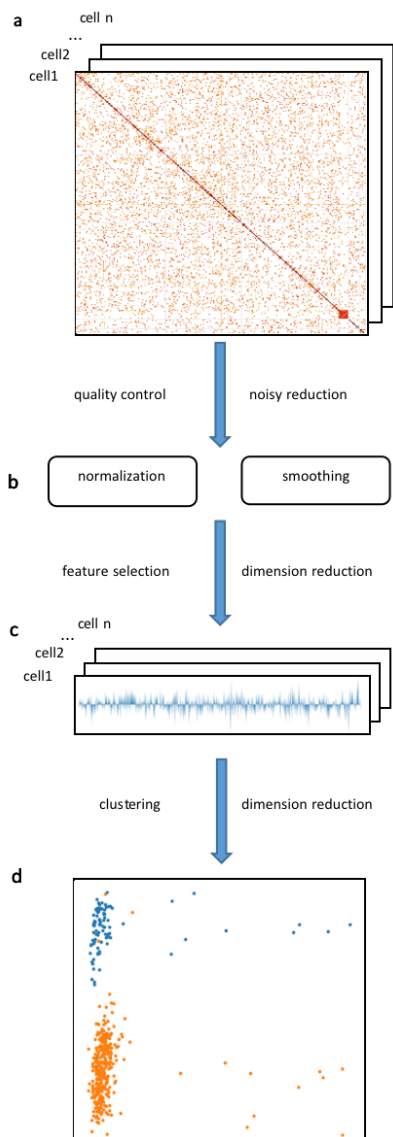 a
cell n
...
cell2
cell1
quality control
noisy reduction
b
normalization
smoothing
feature selection
dimension reduction
c
cell n
...
cell2
cell1
clustering
dimension reduction
d